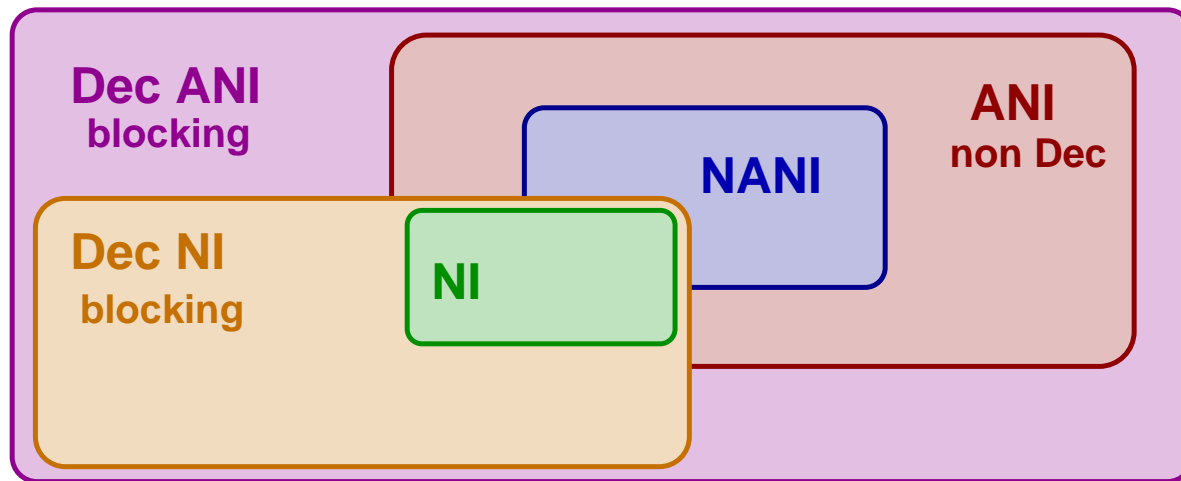 Dec ANI
blocking
ANI
non Dec
NANI
Dec NI
blocking
NI